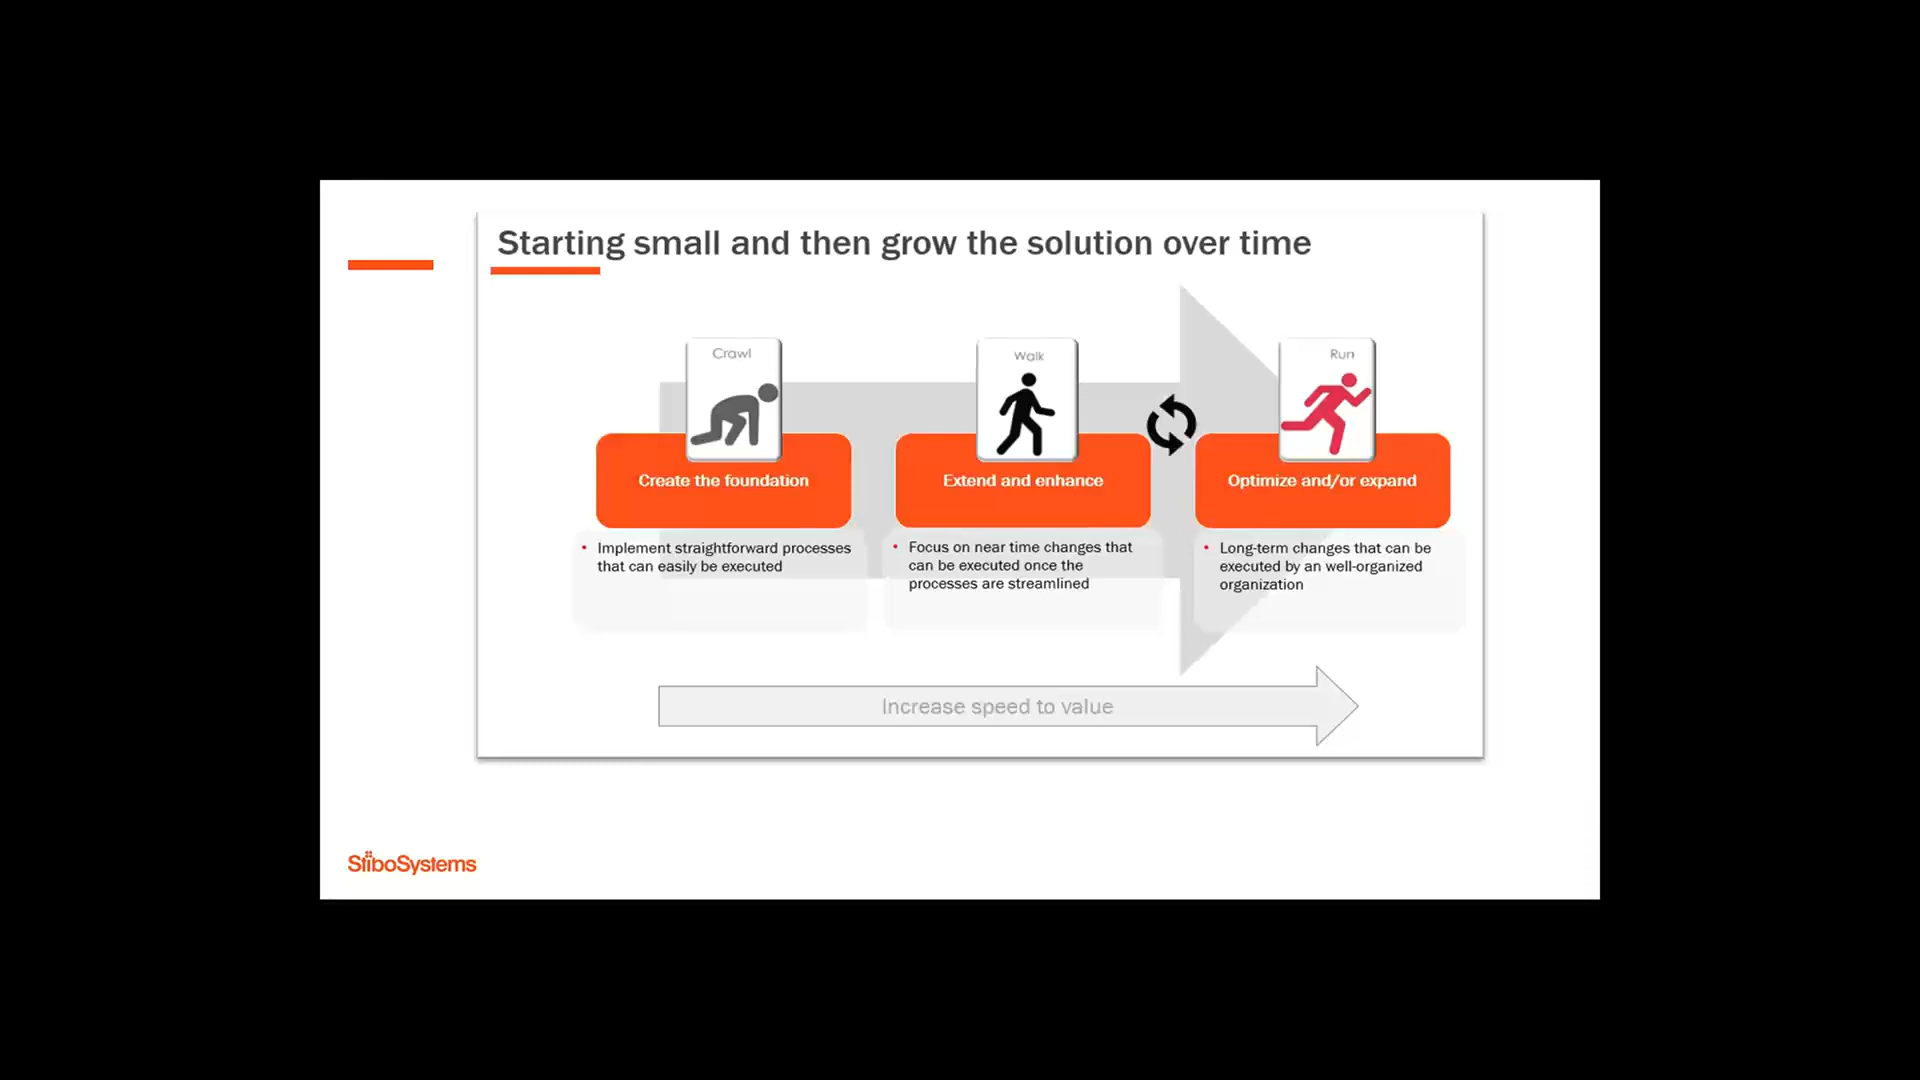 Starting small and then grow the solution over time
Crawl
Walk
Run
Create the foundation
Extend and enhance
Optimize and/or expand
• Implement straightforward processes
that can easily be executed
• Focus on near time changes that
can be executed once the
processes are streamlined
• Long-term changes that can be
executed by an well-organized
organization
Increase speed to value
StiboSystems